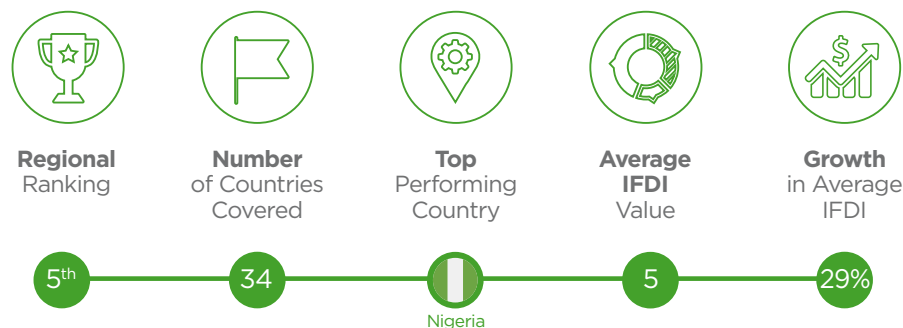 Regional
Ranking
Number
of Countries
Covered
Top
Performing
Country
Average
IFDI
Value
$
Growth
in Average
IFDI
5th
34
Nigeria
5
29%